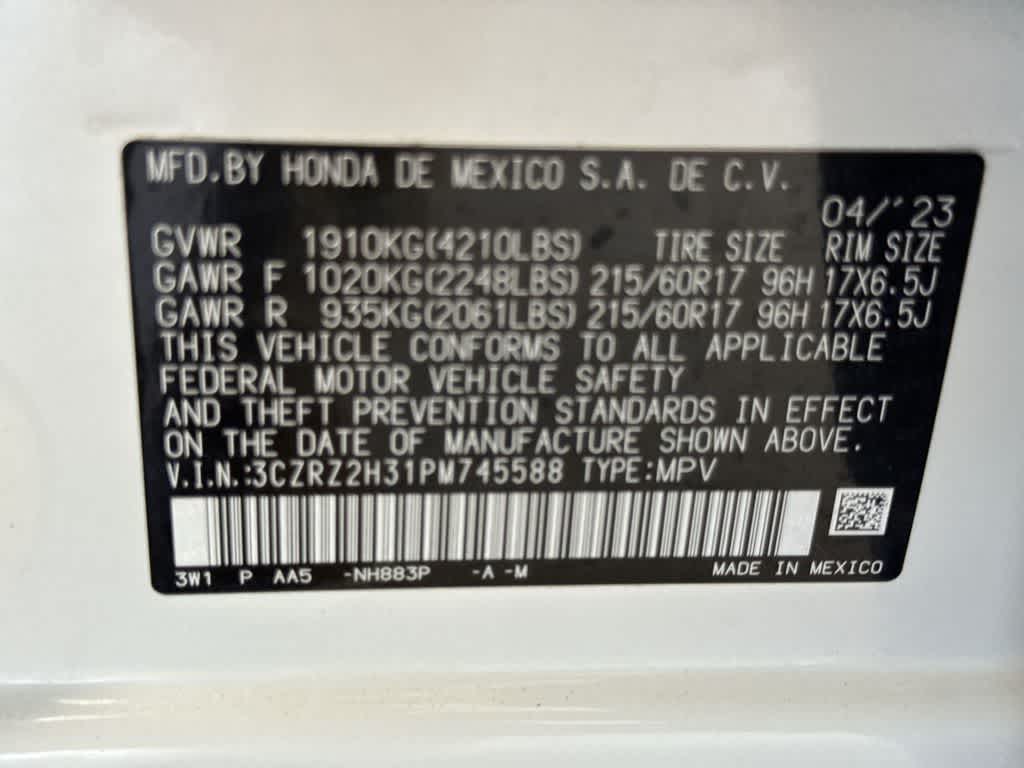 MFD.BY HONDA DE MEXICO S.A. DE C.V.
04/'23
GVWR 1910KG(4210LBS) TIRE SIZE RIM SIZE
GAWR F 1020KG(2248LBS) 215/60R17 96H 17X6.5J
GAWR R 935KG(2061LBS) 215/60R17 96H 17X6.5J
THIS VEHICLE CONFORMS TO ALL APPLICABLE
FEDERAL MOTOR VEHICLE SAFETY
AND THEFT PREVENTION STANDARDS IN EFFECT
ON THE DATE OF MANUFACTURE SHOWN ABOVE.
V.I.N.:3CZRZ2H31PM745588 TYPE:MPV
3W1 P AA5 -NH883P -A -M MADE IN MEXICO